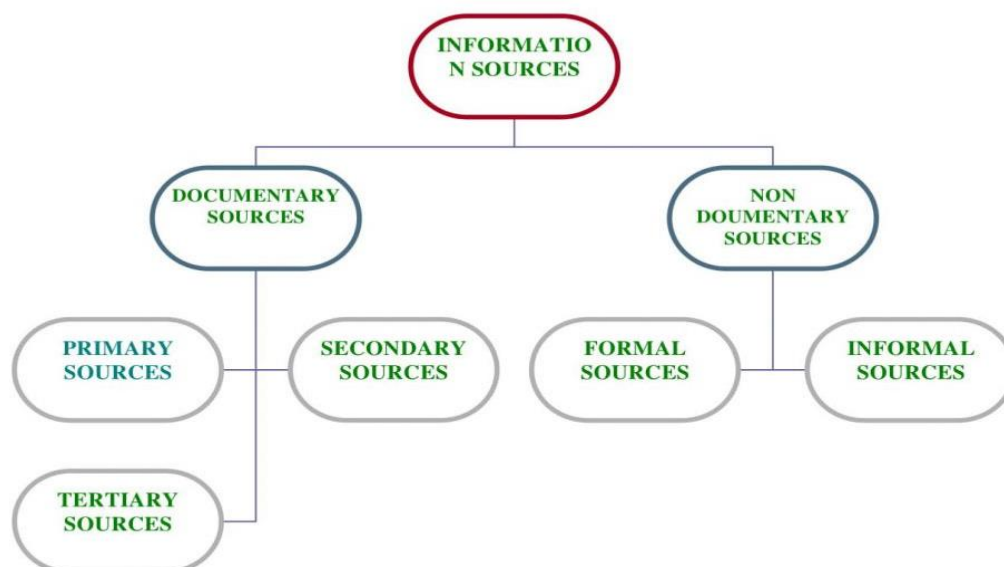 INFORMATIO
N SOURCES
DOCUMENTARY
SOURCES
NON
DOUMENTARY
SOURCES
PRIMARY
SOURCES
SECONDARY
SOURCES
FORMAL
SOURCES
INFORMAL
SOURCES
TERTIARY
SOURCES